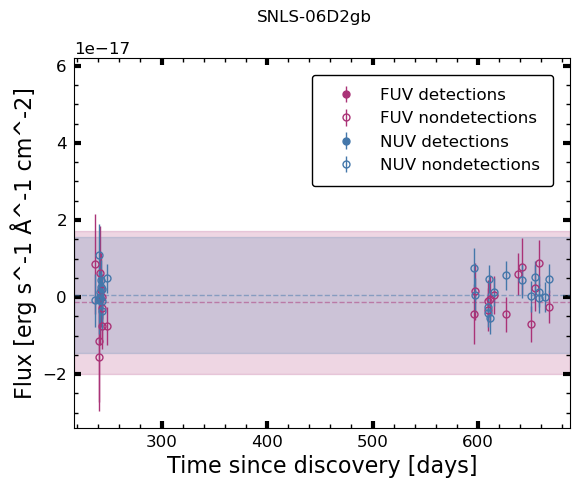 SNLS-06D2gb
1e−17
6
4
2
0
−2
Flux [erg s^-1 Å^-1 cm^-2]
FUV detections
FUV nondetections
NUV detections
NUV nondetections
300 400 500 600
Time since discovery [days]